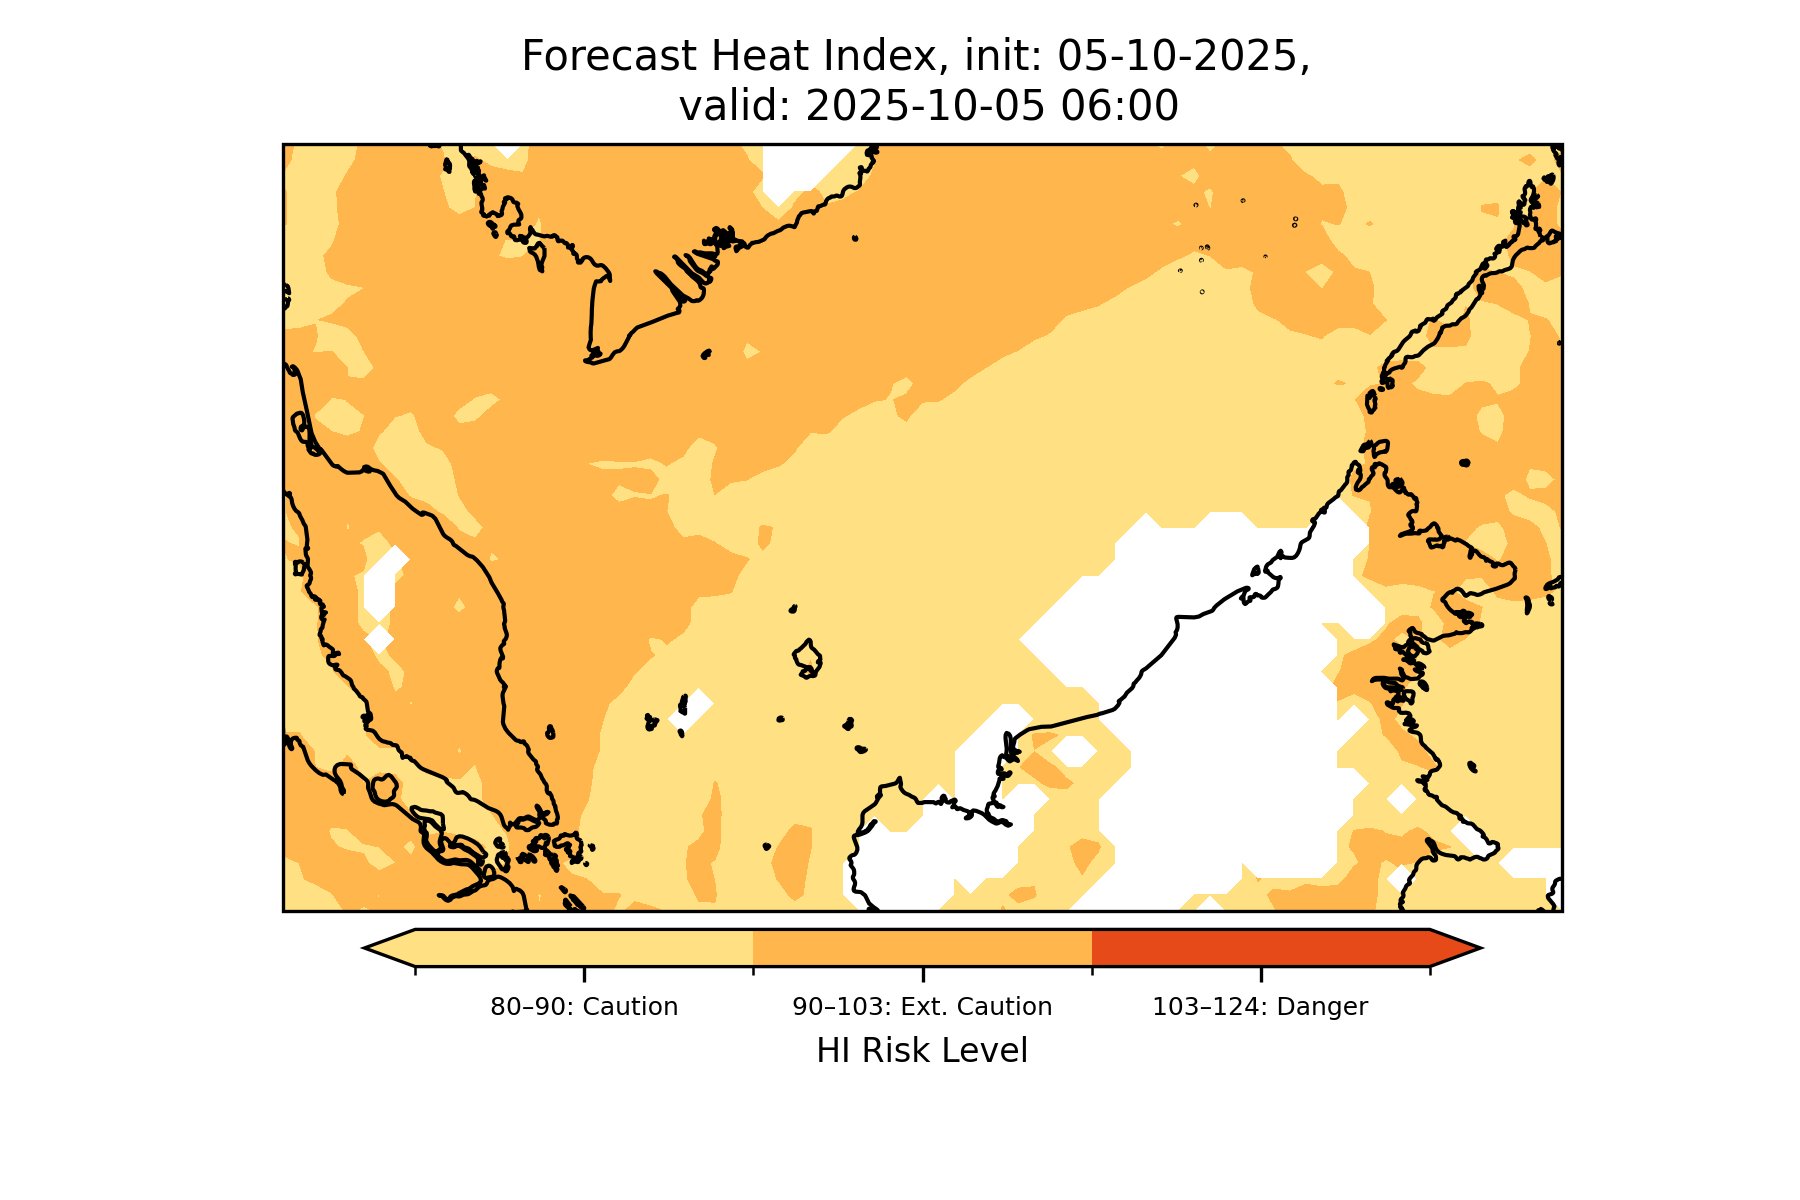 Forecast Heat Index, init: 05-10-2025,
valid: 2025-10-05 06:00
80–90: Caution
90–103: Ext. Caution
103–124: Danger
HI Risk Level